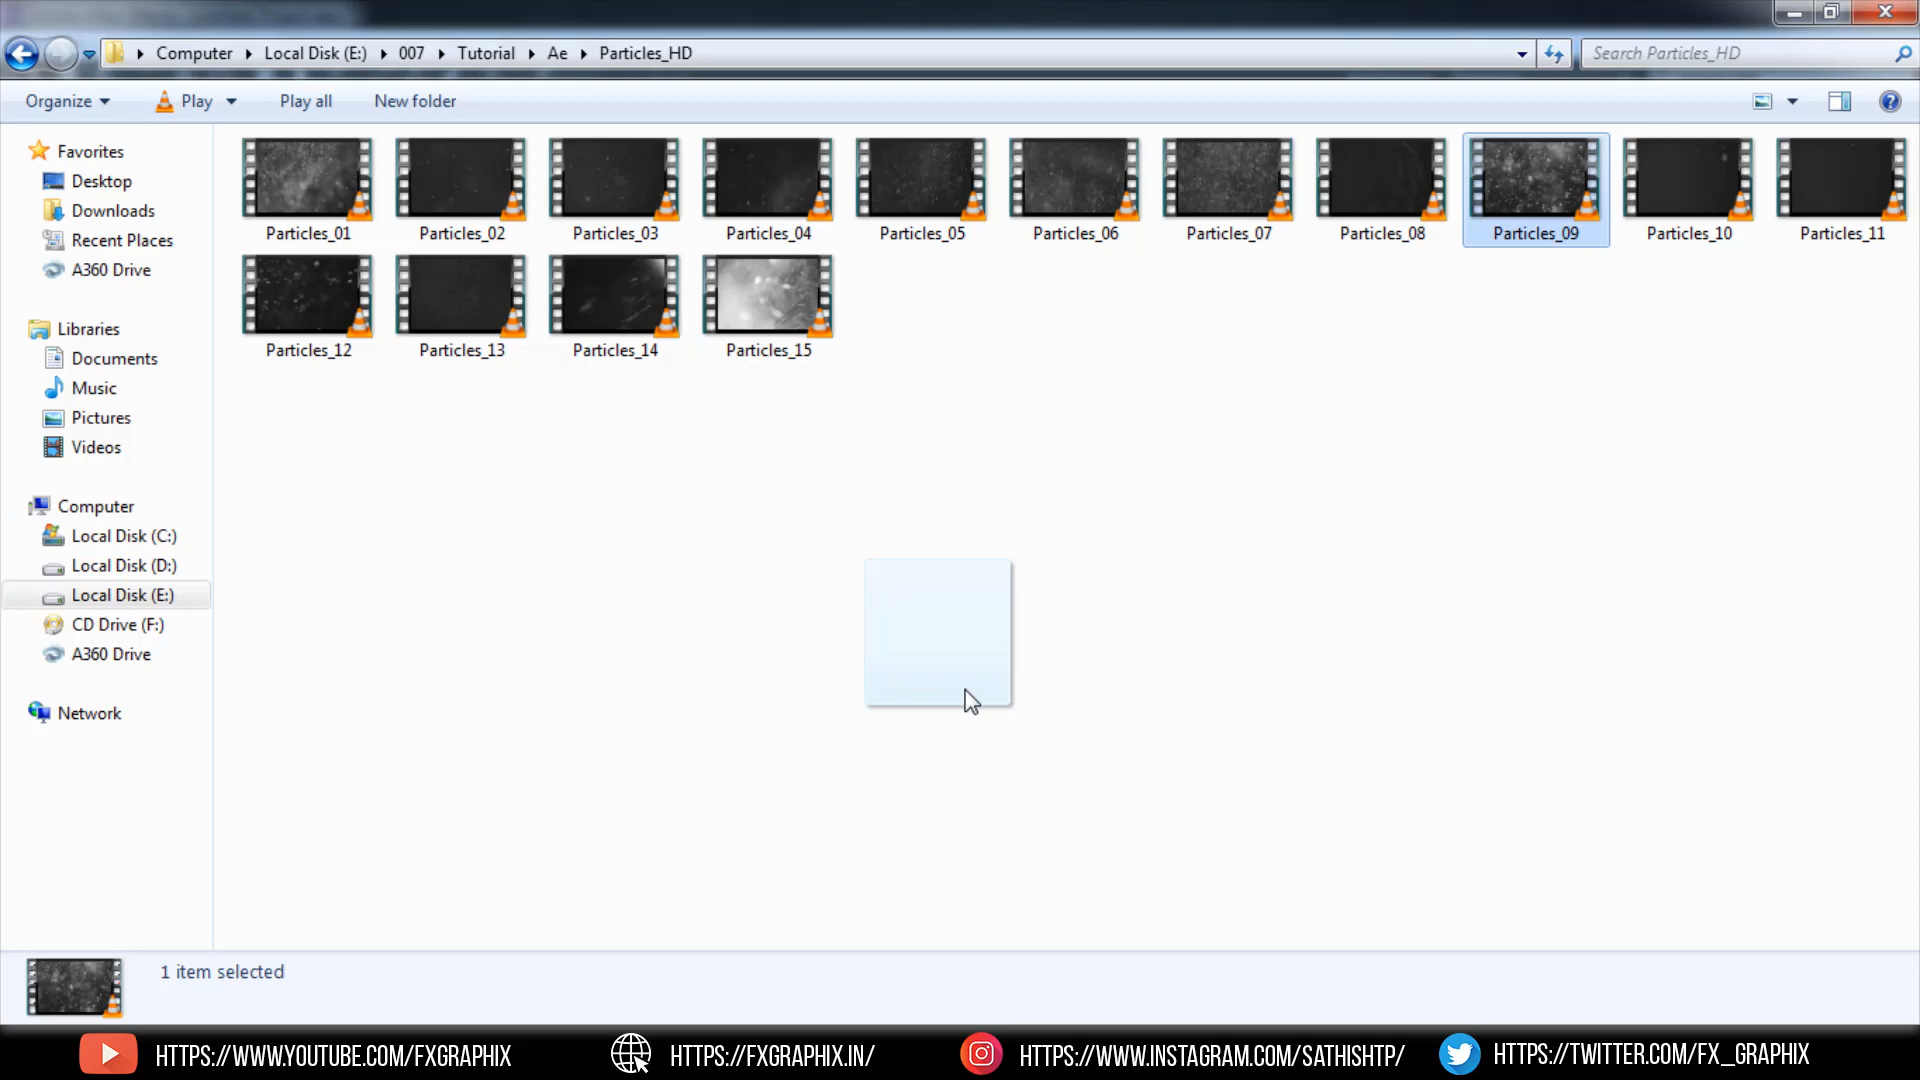 Computer Local Disk (E:) 007 Tutorial Ae Particles_HD
Search Particles_HD
Organize Play Play all New folder
Favorites
Desktop
Downloads
Recent Places
A360 Drive
Libraries
Documents
Music
Pictures
Videos
Computer
Local Disk (C:)
Local Disk (D:)
Local Disk (E:)
CD Drive (F:)
A360 Drive
Network
Particles_01 Particles_02 Particles_03 Particles_04 Particles_05 Particles_06 Particles_07 Particles_08 Particles_09 Particles_10 Particles_11
Particles_12 Particles_13 Particles_14 Particles_15
1 item selected
HTTPS://WWW.YOUTUBE.COM/FXGRAPHIX HTTPS://FXGRAPHIX.IN/ HTTPS://WWW.INSTAGRAM.COM/SATHISHTP/ HTTPS://TWITTER.COM/FX_GRAPHIX